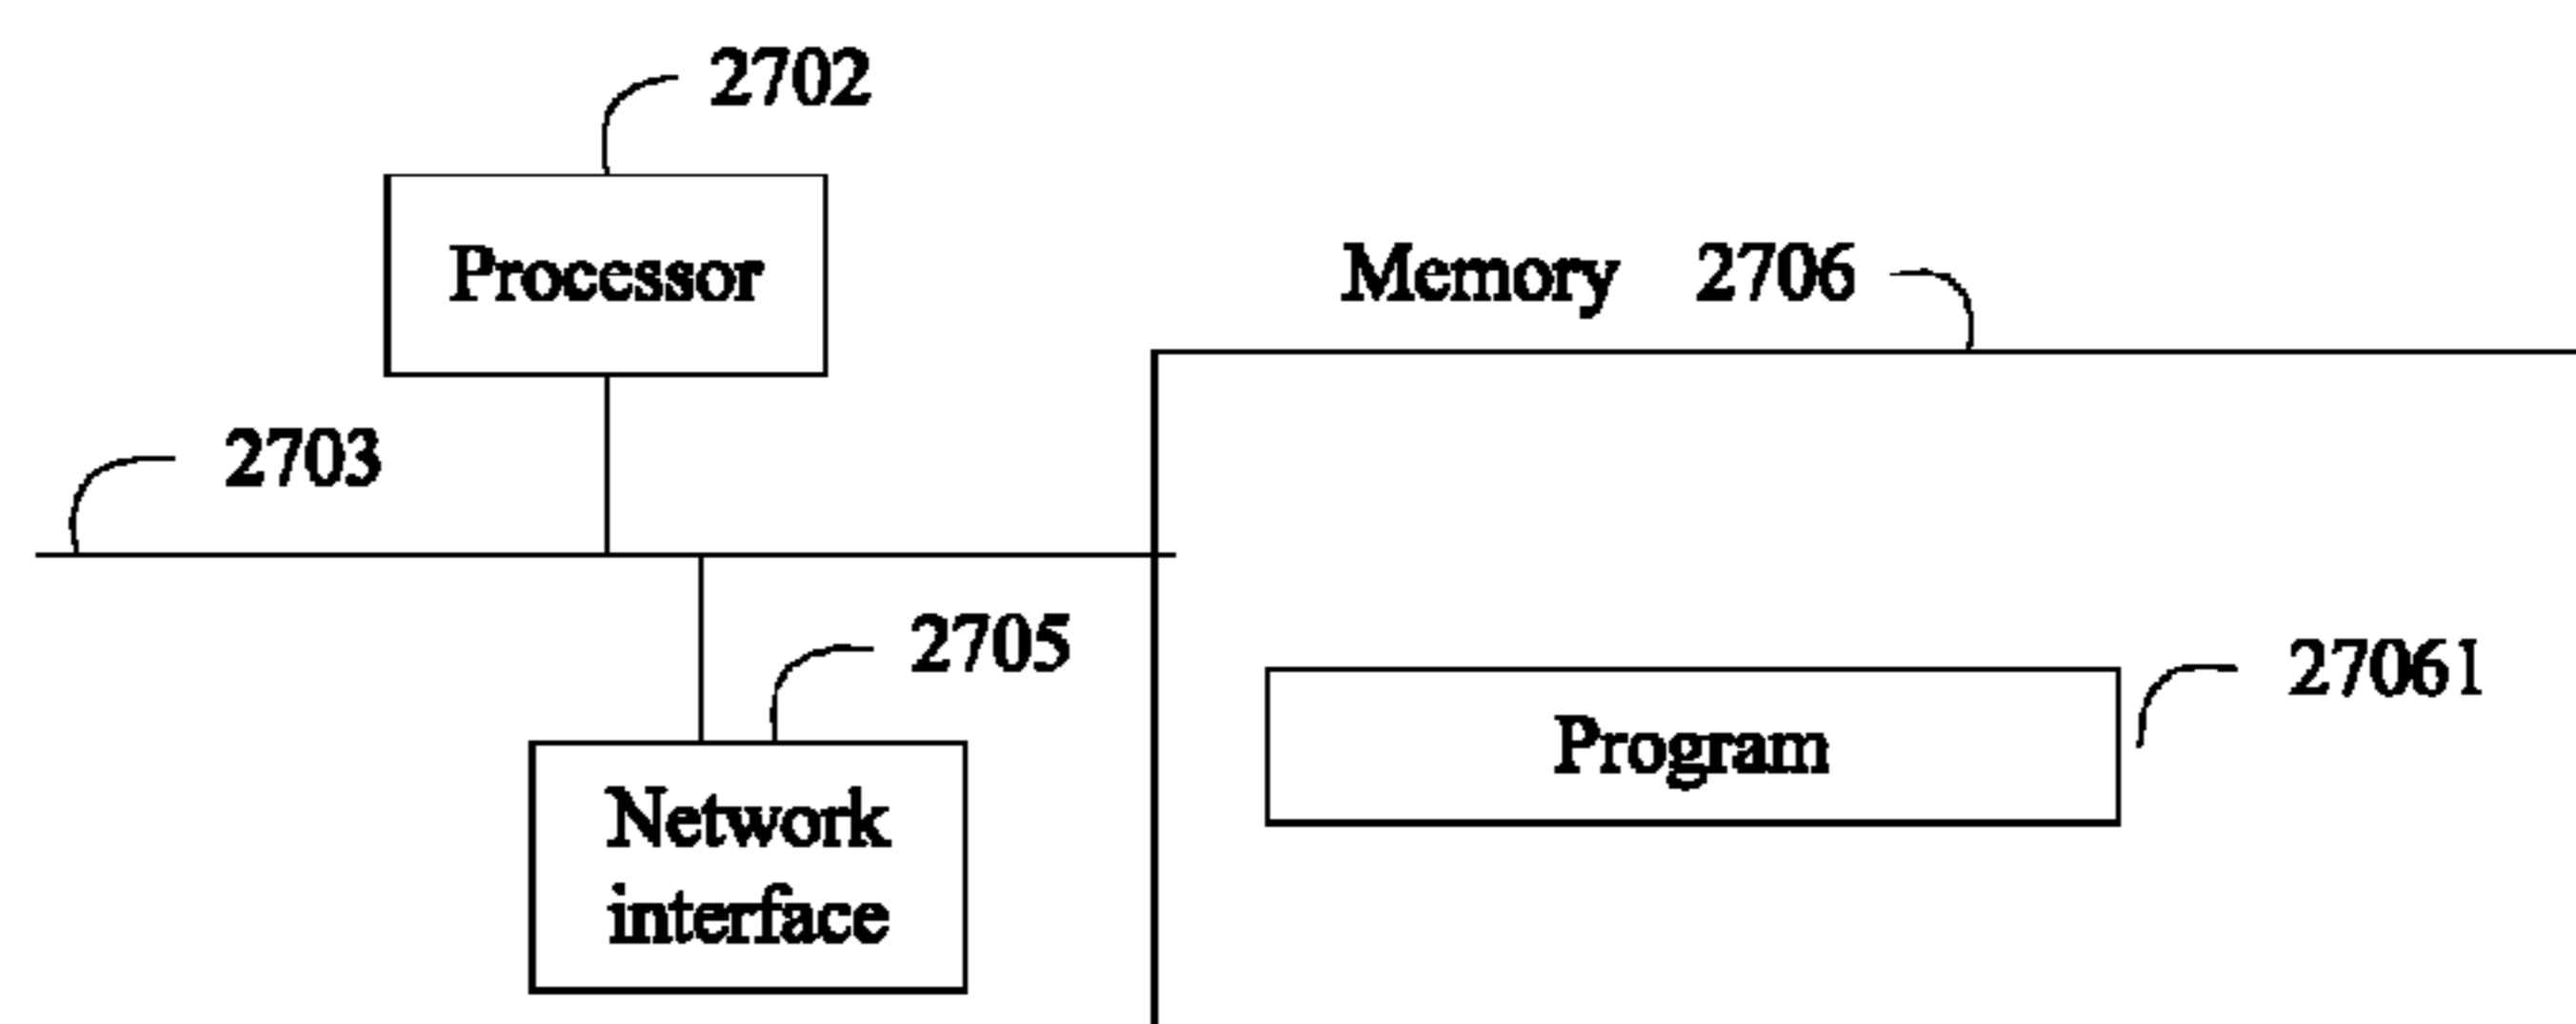 2702
Processor
Memory 2706
2703
2705
27061
Program
Network
interface